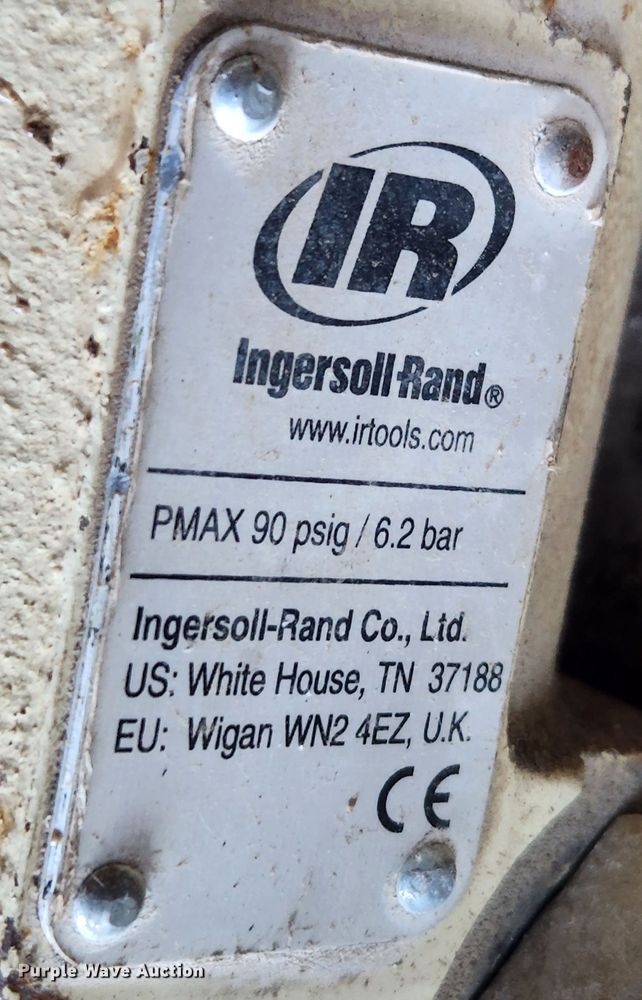 IR
Ingersoll-Rand®
www.irtools.com
PMAX 90 psig / 6.2 bar
Ingersoll-Rand Co., Ltd.
US: White House, TN 37188
EU: Wigan WN2 4EZ, U.K.
CE
Purple Wave Auction